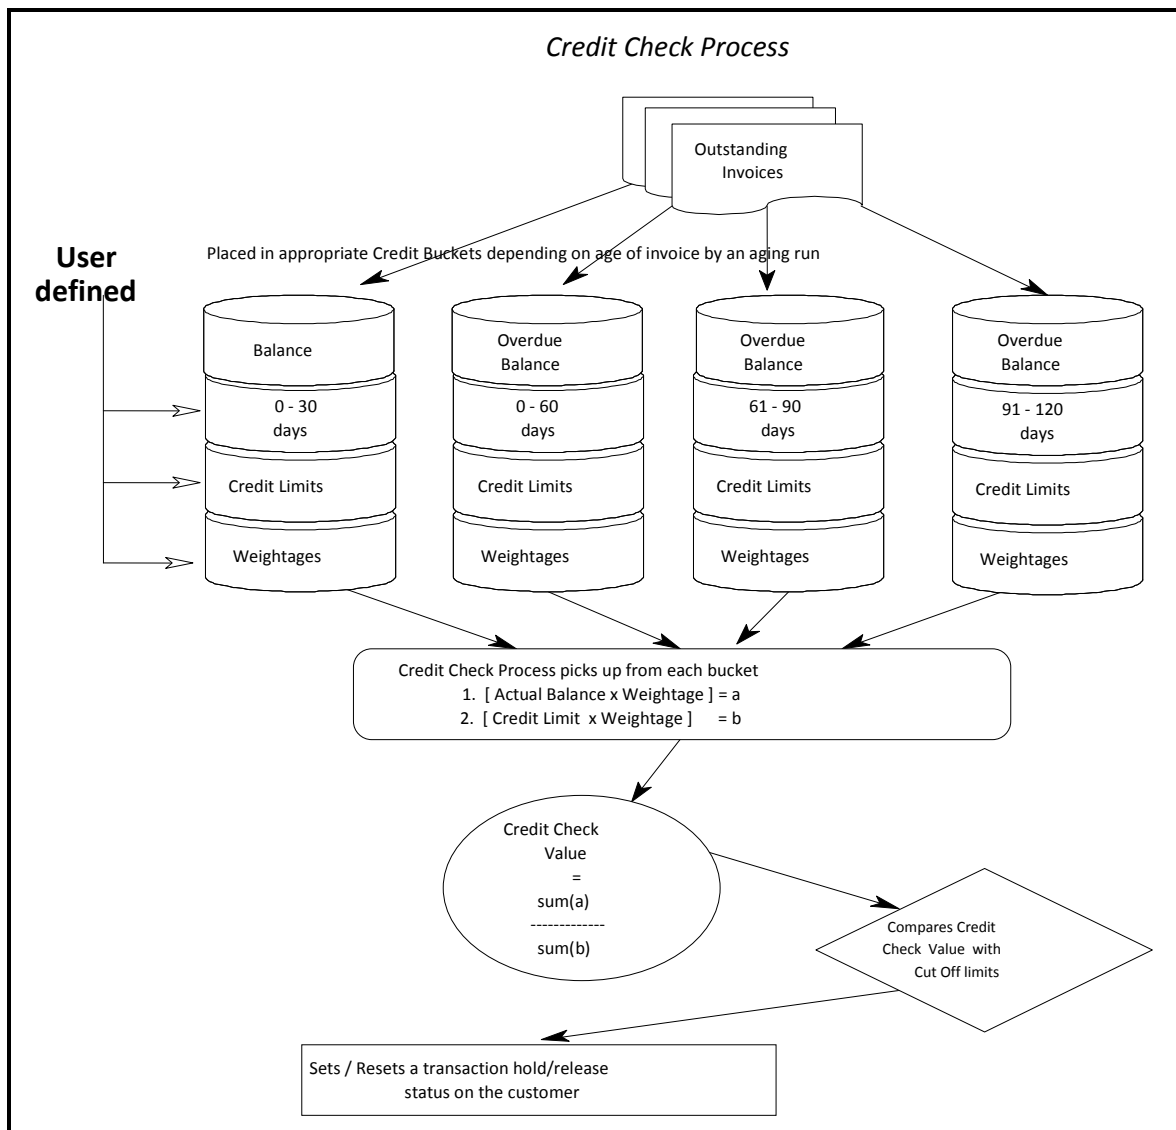 Credit Check Process
Outstanding
Invoices
Placed in appropriate Credit Buckets depending on age of invoice by an aging run
User
defined
Balance
0 - 30
days
Credit Limits
Weightages
Overdue
Balance
0 - 60
days
Credit Limits
Weightages
Overdue
Balance
61 - 90
days
Credit Limits
Weightages
Overdue
Balance
91 - 120
days
Credit Limits
Weightages
Credit Check Process picks up from each bucket
1. [ Actual Balance x Weightage ] = a
2. [ Credit Limit x Weightage ] = b
Credit Check
Value
=
sum(a)
-------------
sum(b)
Compares Credit
Check Value with
Cut Off limits
Sets / Resets a transaction hold/release
status on the customer